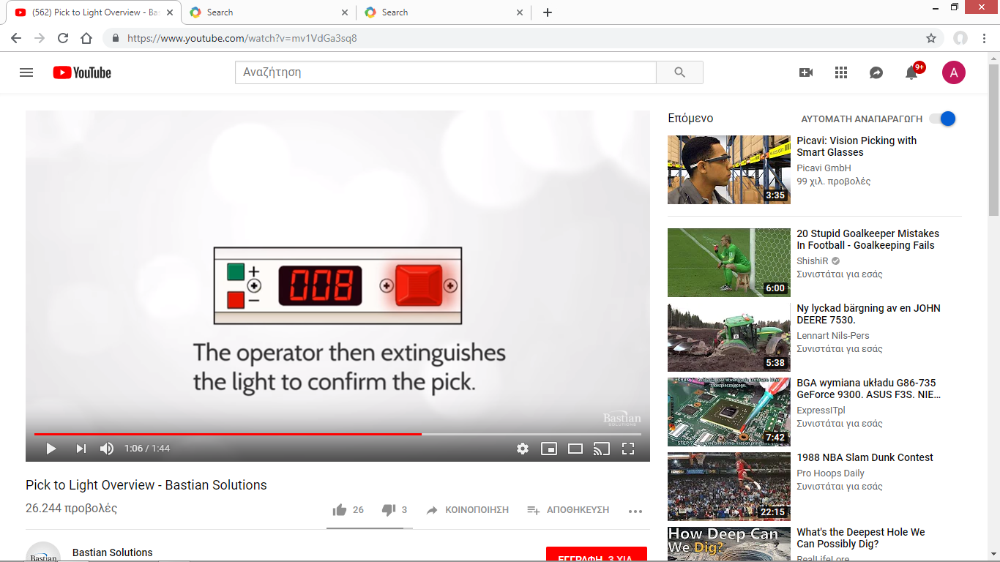 (562) Pick to Light Overview - Bas
Search
Search
https://www.youtube.com/watch?v=mv1VdGa3sq8
YouTube
Αναζήτηση
9+
A
008
+
−
The operator then extinguishes
the light to confirm the pick.
Bastian
SOLUTIONS
1:06 / 1:44
Pick to Light Overview - Bastian Solutions
26.244 προβολές
26
3
ΚΟΙΝΟΠΟΙΗΣΗ
ΑΠΟΘΗΚΕΥΣΗ
Bastian
Bastian Solutions
ΕΓΓΡΑΦΗ 3 ΧΙΛ.
Επόμενο
ΑΥΤΟΜΑΤΗ ΑΝΑΠΑΡΑΓΩΓΗ
3:35
Picavi: Vision Picking with
Smart Glasses
Picavi GmbH
99 χιλ. προβολές
6:00
20 Stupid Goalkeeper Mistakes
In Football - Goalkeeping Fails
ShishiR
Συνιστάται για εσάς
5:38
Ny lyckad bärgning av en JOHN
DEERE 7530.
Lennart Nils-Pers
Συνιστάται για εσάς
7:42
BGA wymiana układu G86-735
GeForce 9300. ASUS F3S. NIE...
ExpressITpl
Συνιστάται για εσάς
22:15
1988 NBA Slam Dunk Contest
Pro Hoops Daily
Συνιστάται για εσάς
How Deep Can
We Dig?
What's the Deepest Hole We
Can Possibly Dig?
RealLifeLore